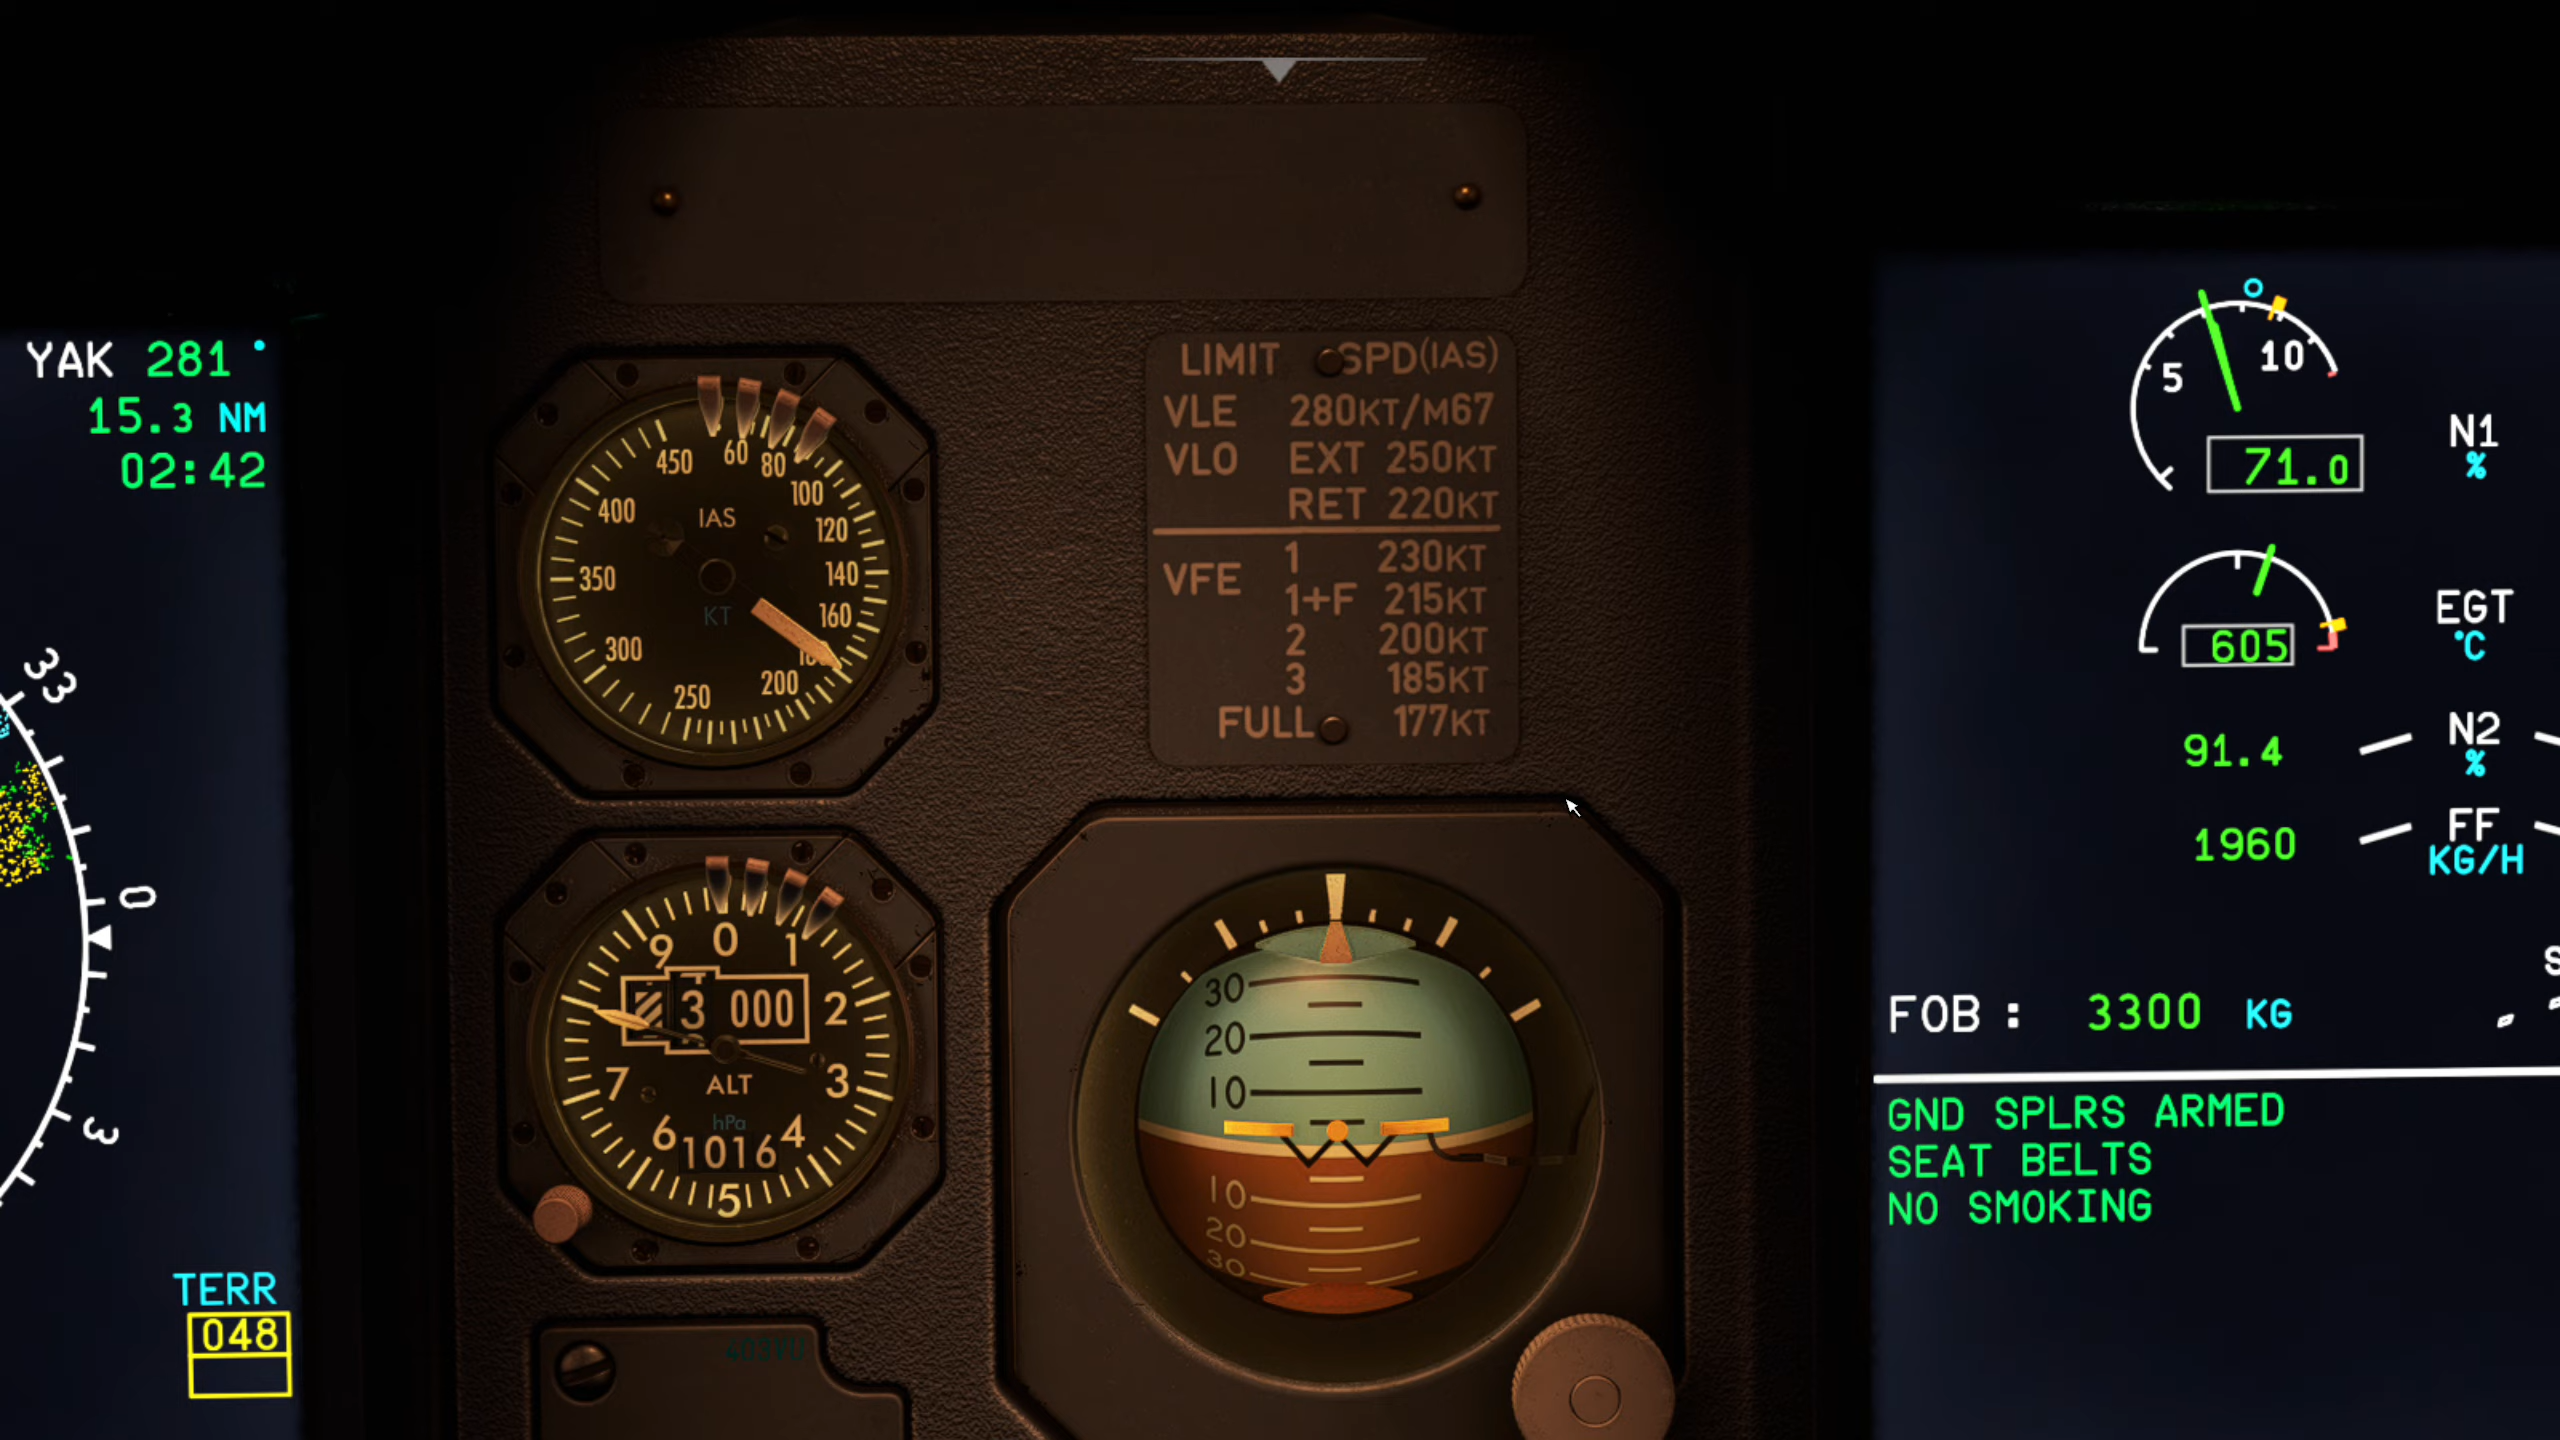 YAK 281°
15.3 NM
02:42
33
0
3
TERR
048
450
60
80
100
120
140
160
200
250
300
350
400
IAS
KT
LIMIT SPD(IAS)
VLE 280KT/M67
VLO EXT 250KT
RET 220KT
VFE 1 230KT
1+F 215KT
2 200KT
3 185KT
FULL 177KT
0
1
2
3
4
5
6
7
9
3 000
ALT
hPa
1016
403VU
30
20
10
10
20
30
5
10
71.0
N1
%
605
EGT
°C
91.4
N2
%
1960
FF
KG/H
FOB : 3300 KG
S
GND SPLRS ARMED
SEAT BELTS
NO SMOKING